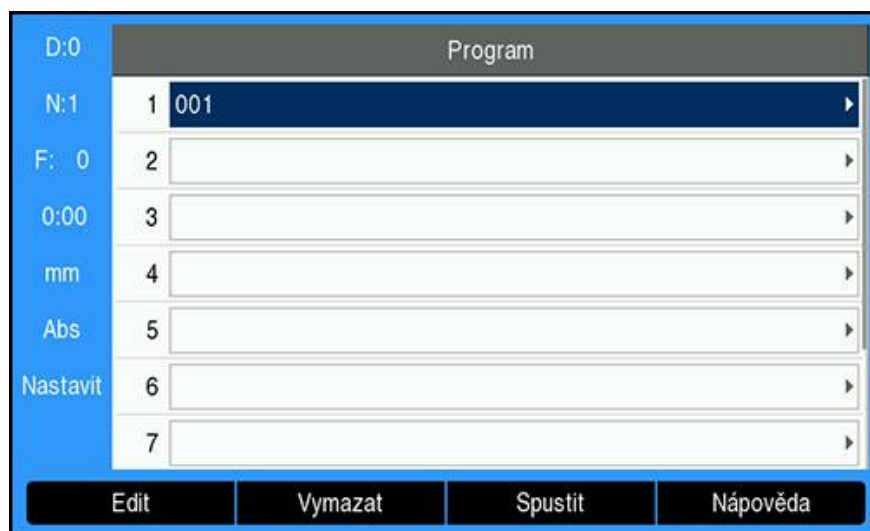 D:0
Program
N:1
1 001
F: 0
2
0:00
3
mm
4
Abs
5
Nastavit
6
7
Edit Vymazat Spustit Nápověda